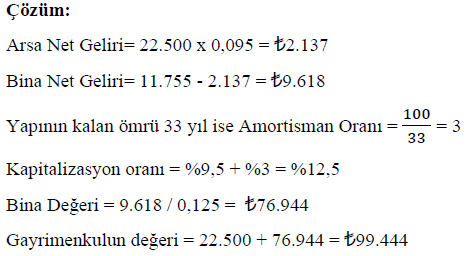 Çözüm:
Arsa Net Geliri= 22.500 x 0,095 = ₺2.137
Bina Net Geliri= 11.755 - 2.137 = ₺9.618
Yapının kalan ömrü 33 yıl ise Amortisman Oranı = 100/33 = 3
Kapitalizasyon oranı = %9,5 + %3 = %12,5
Bina Değeri = 9.618 / 0,125 = ₺76.944
Gayrimenkulun değeri = 22.500 + 76.944 = ₺99.444